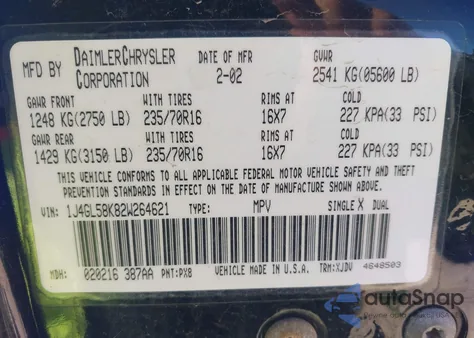 MFD BY DAIMLERCHRYSLER CORPORATION DATE OF MFR 2-02 GVWR 2541 KG(05600 LB)
GAWR FRONT WITH TIRES RIMS AT COLD
1248 KG(2750 LB) 235/70R16 16X7 227 KPA(33 PSI)
GAWR REAR WITH TIRES RIMS AT COLD
1429 KG(3150 LB) 235/70R16 16X7 227 KPA(33 PSI)
THIS VEHICLE CONFORMS TO ALL APPLICABLE FEDERAL MOTOR VEHICLE SAFETY AND THEFT
PREVENTION STANDARDS IN EFFECT ON THE DATE OF MANUFACTURE SHOWN ABOVE.
VIN: 1J4GL58K82W264621 TYPE: MPV SINGLE X DUAL
MDH: 020216 387AA PNT:PX8 VEHICLE MADE IN U.S.A. TRM:XJDV 4648503
autoSnap